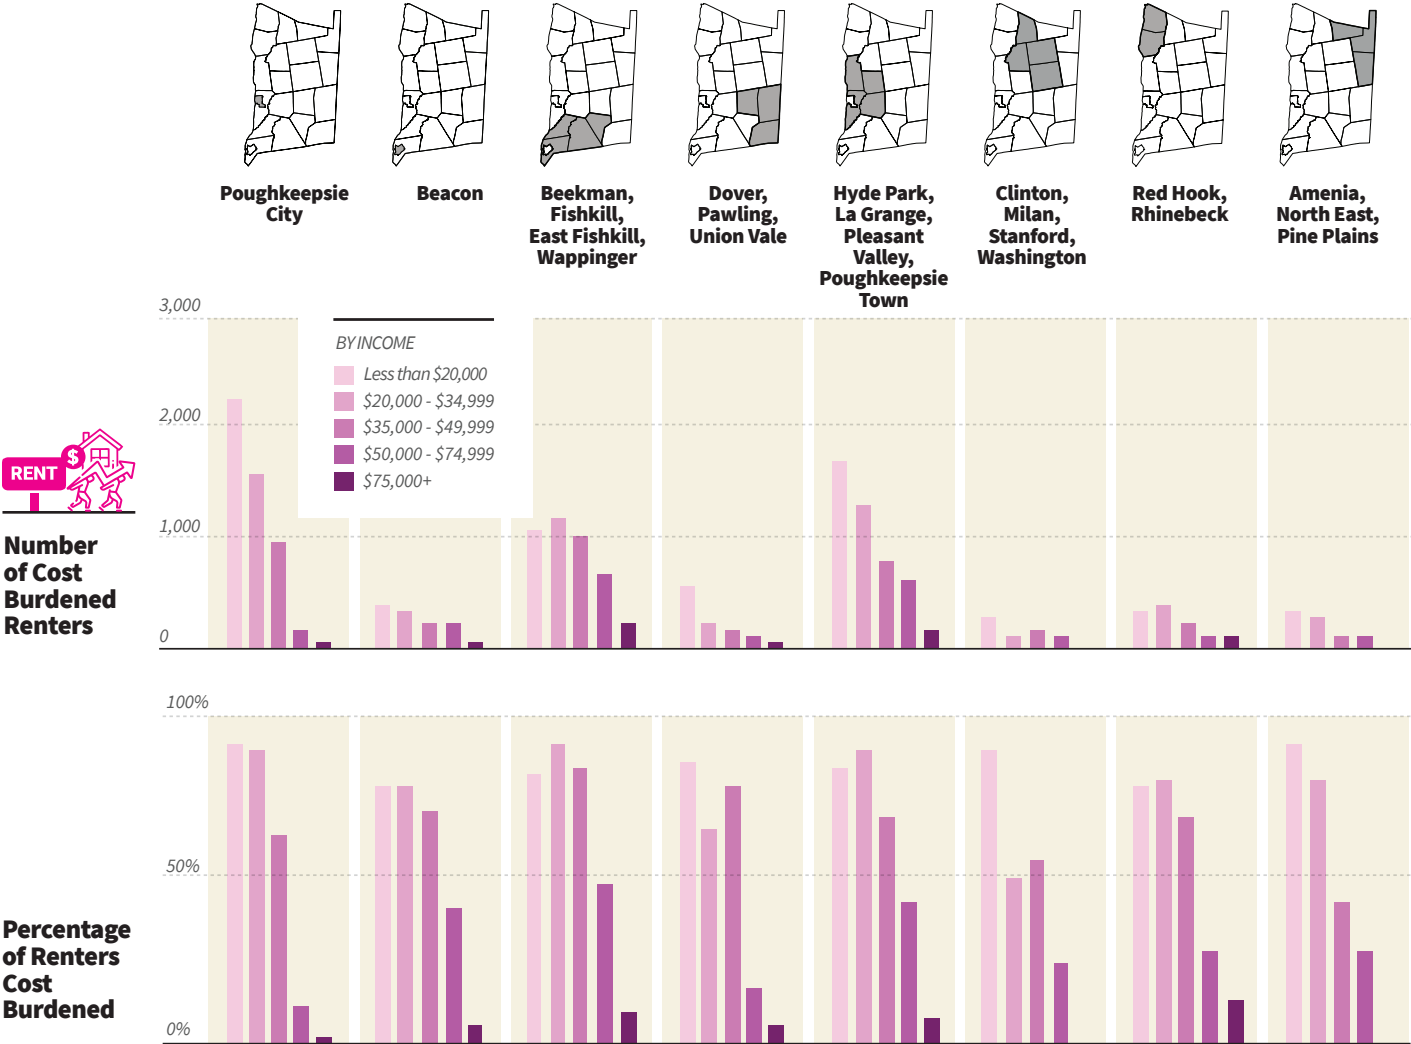 Poughkeepsie
City
Beacon
Beekman,
Fishkill,
East Fishkill,
Wappinger
Dover,
Pawling,
Union Vale
Hyde Park,
La Grange,
Pleasant
Valley,
Poughkeepsie
Town
Clinton,
Milan,
Stanford,
Washington
Red Hook,
Rhinebeck
Amenia,
North East,
Pine Plains
3,000
2,000
1,000
0
BY INCOME
Less than $20,000
$20,000 - $34,999
$35,000 - $49,999
$50,000 - $74,999
$75,000+
RENT
$
Number
of Cost
Burdened
Renters
100%
50%
0%
Percentage
of Renters
Cost
Burdened